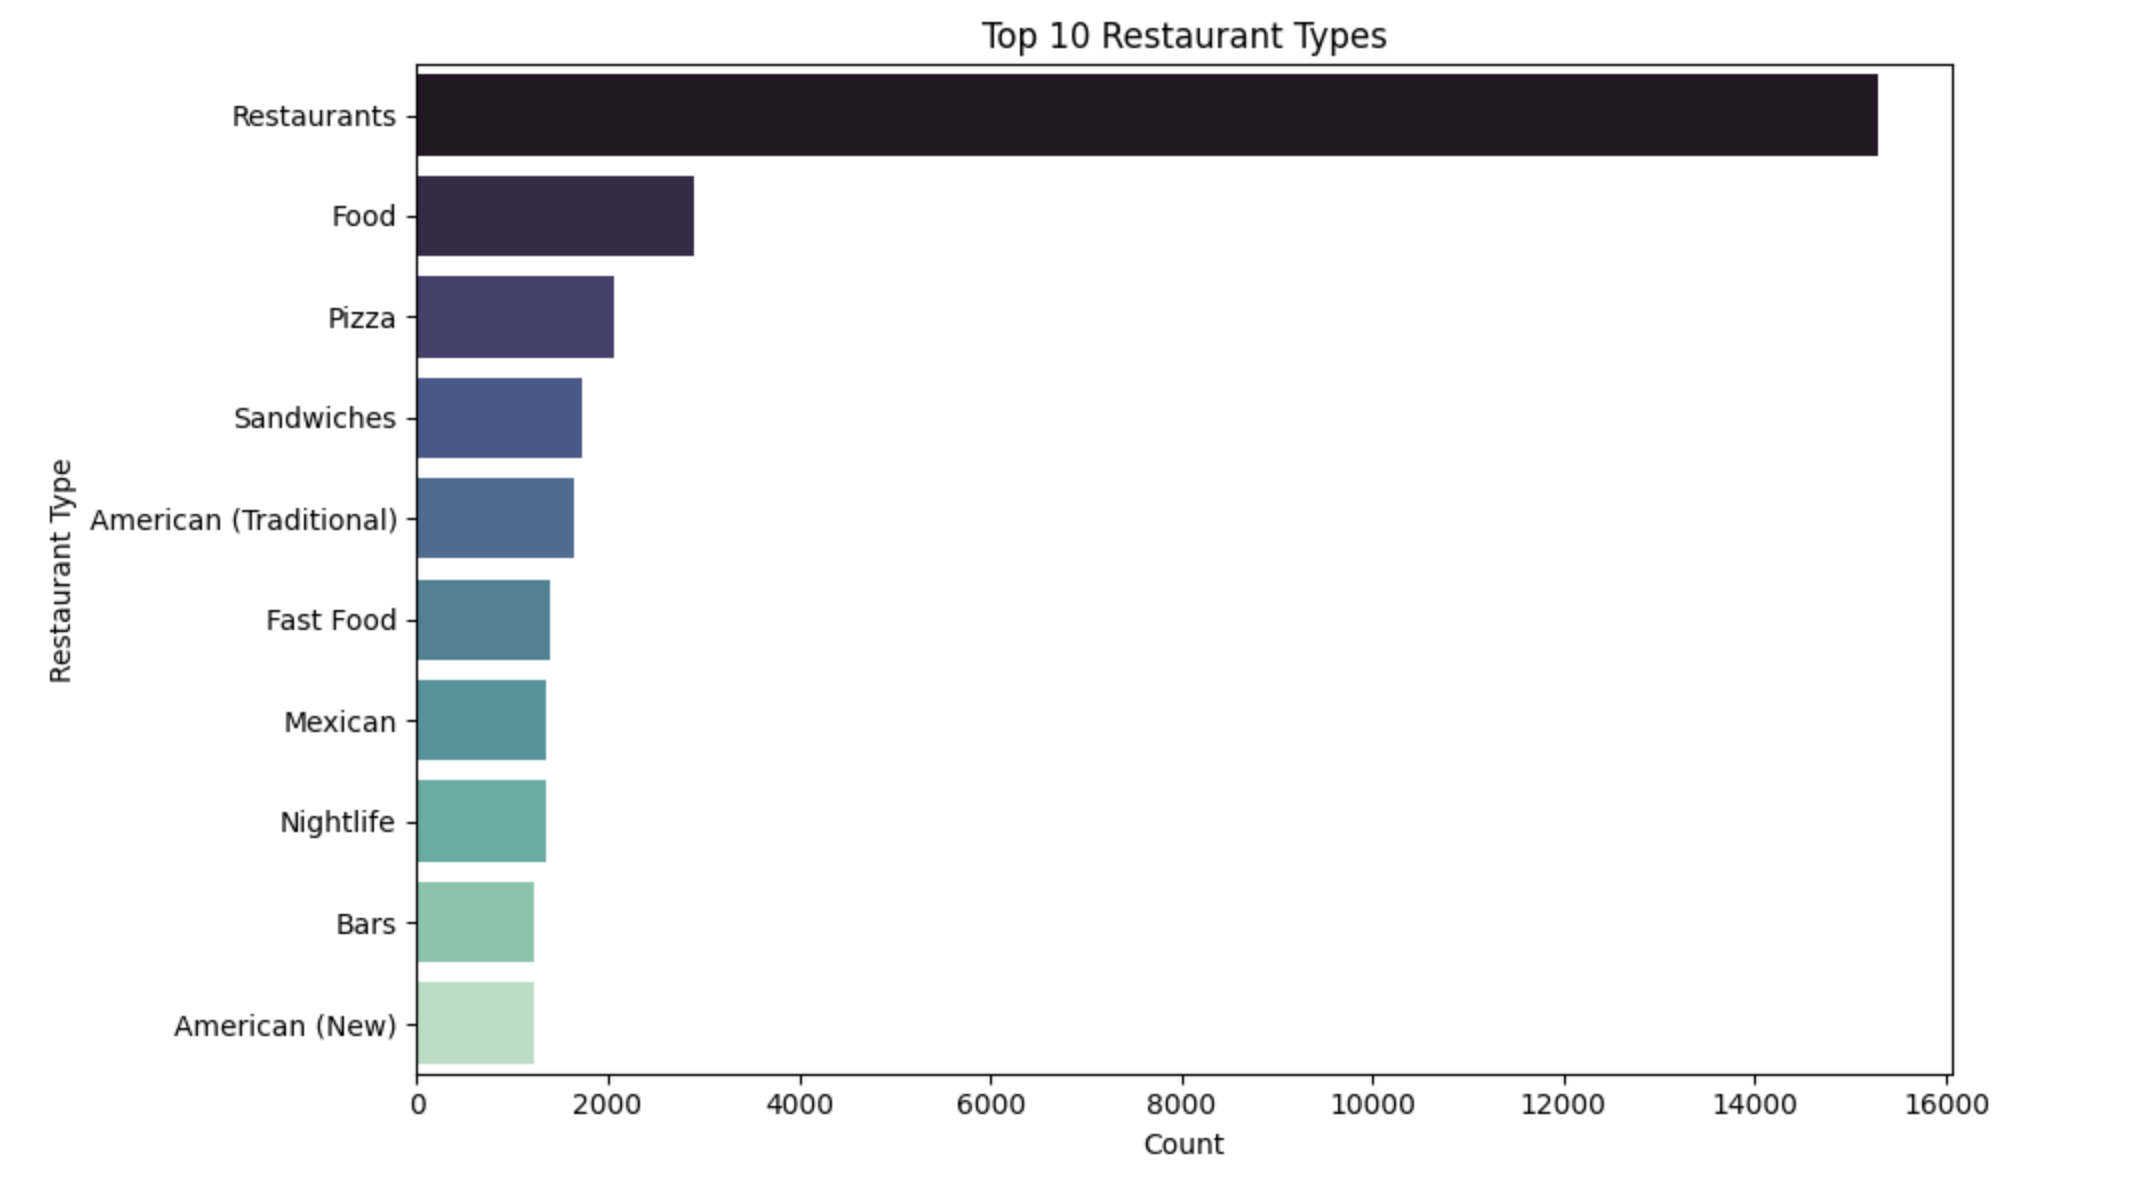 Top 10 Restaurant Types
Restaurant Type
Restaurants
Food
Pizza
Sandwiches
American (Traditional)
Fast Food
Mexican
Nightlife
Bars
American (New)
0 2000 4000 6000 8000 10000 12000 14000 16000
Count